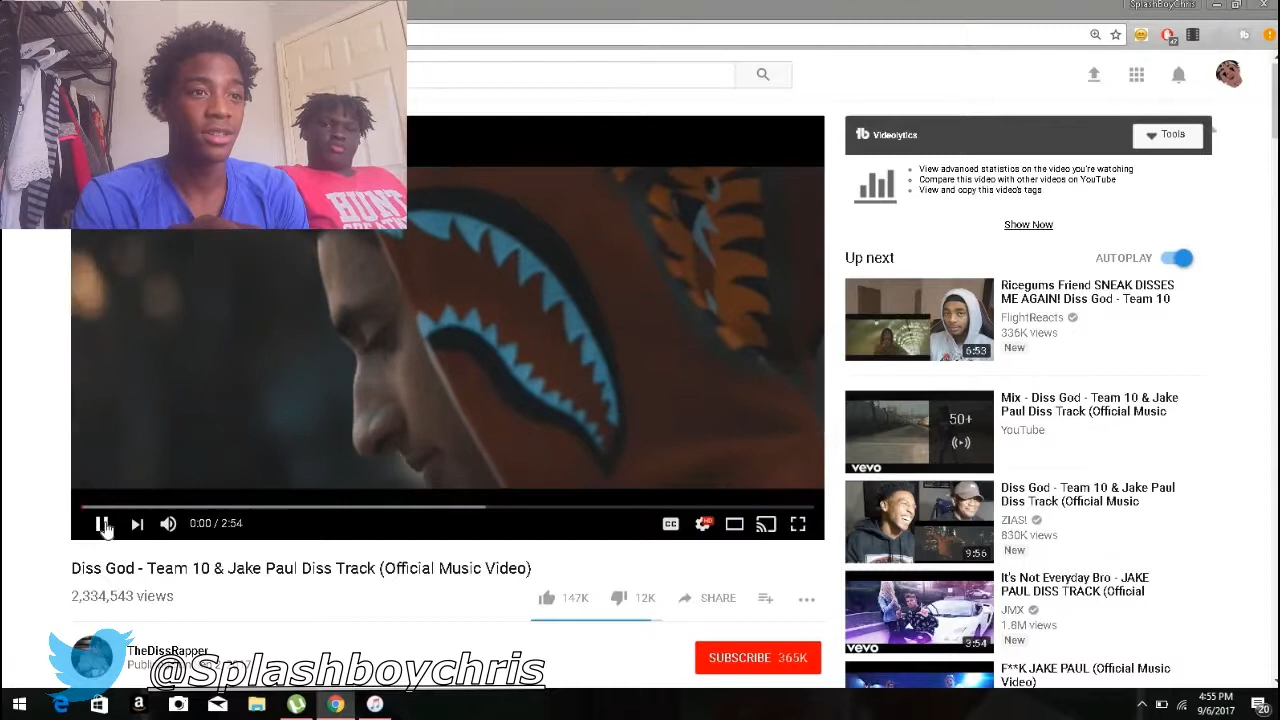 SplashBoyChris
47
HUNT
Videolytics
Tools
View advanced statistics on the video you're watching
Compare this video with other videos on YouTube
View and copy this video's tags
Show Now
Up next
AUTOPLAY
Ricegums Friend SNEAK DISSES
ME AGAIN! Diss God - Team 10
FlightReacts
336K views
New
6:53
Mix - Diss God - Team 10 & Jake
Paul Diss Track (Official Music
YouTube
50+
vevo
Diss God - Team 10 & Jake Paul
Diss Track (Official Music
ZIAS!
830K views
New
9:56
It's Not Everyday Bro - JAKE
PAUL DISS TRACK (Official
JMX
1.8M views
New
3:54
vevo
F**K JAKE PAUL (Official Music
Video)
0:00 / 2:54
CC
HD
Diss God - Team 10 & Jake Paul Diss Track (Official Music Video)
2,334,543 views
147K
12K
SHARE
TheDissRapper
@Splashboychris
SUBSCRIBE 365K
4:55 PM
9/6/2017
20